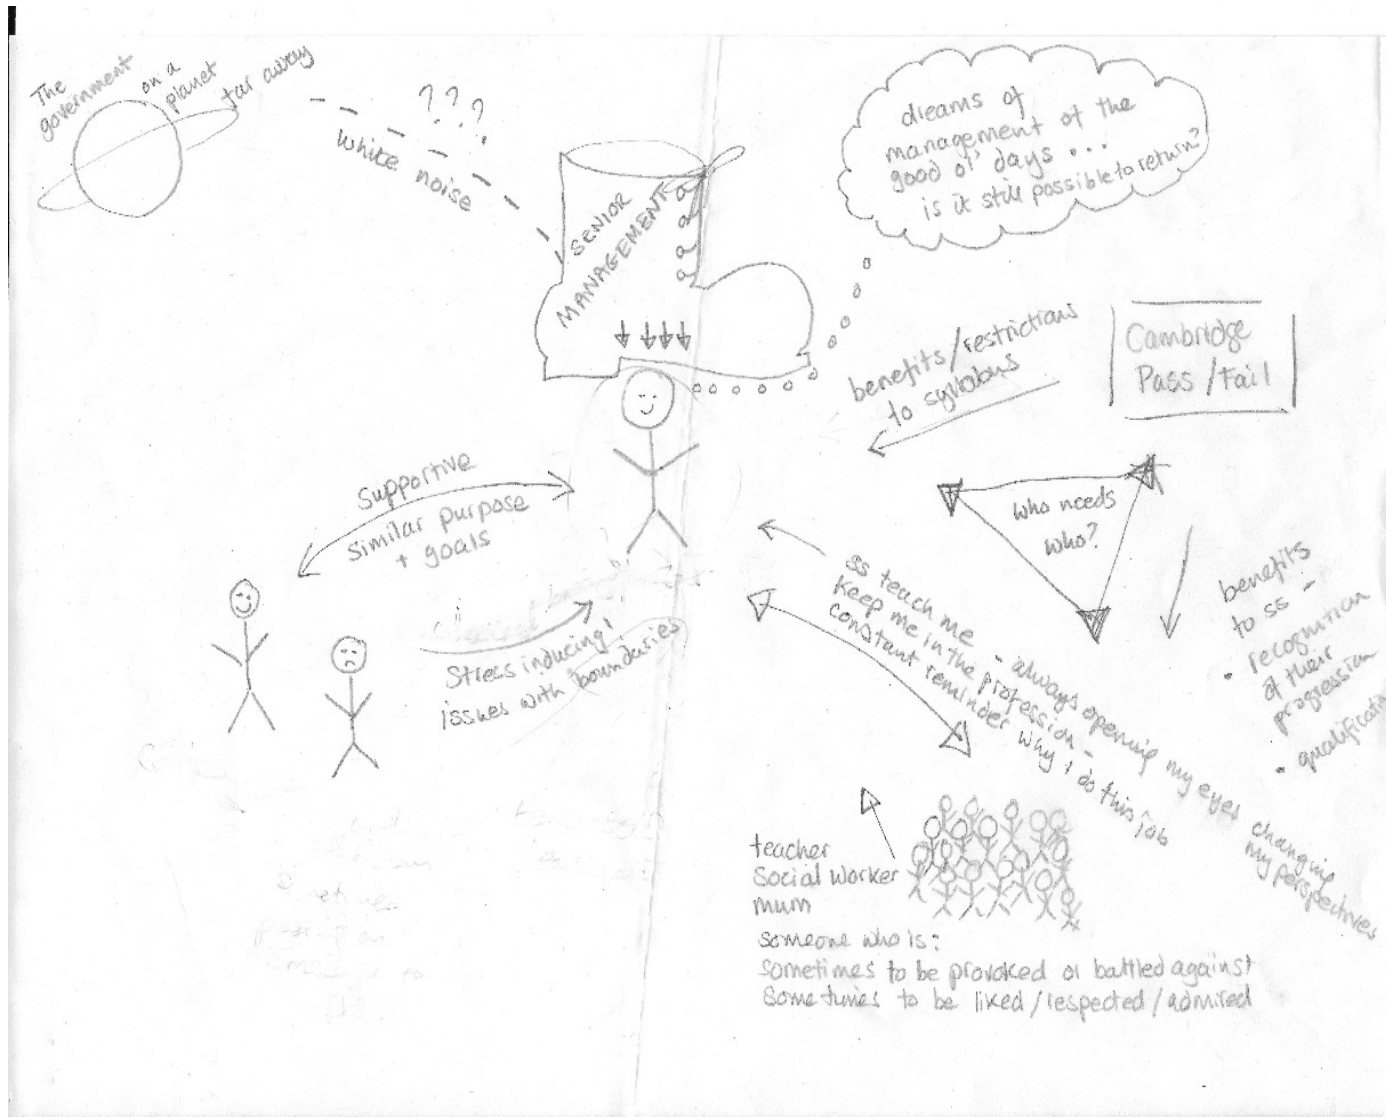 The
government
on a
planet
far away
???
white noise
SENIOR
MANAGEMENT
dreams of
management of the
good ol' days ...
is it still possible to return?
benefits/restrictions
to syllabus
Cambridge
Pass/Fail
Who needs
who?
Supportive
Similar purpose
+ goals
Stress inducing!
issues with boundaries
ss teach me - always opening my eyes changing
my perspectives
Keep me in the profession -
constant reminder why i do this job
benefits
to ss -
• recognition
of their
progression
•
teacher
Social Worker
mum
someone who is:
sometimes to be provoked or battled against
Sometimes to be liked/respected/admired